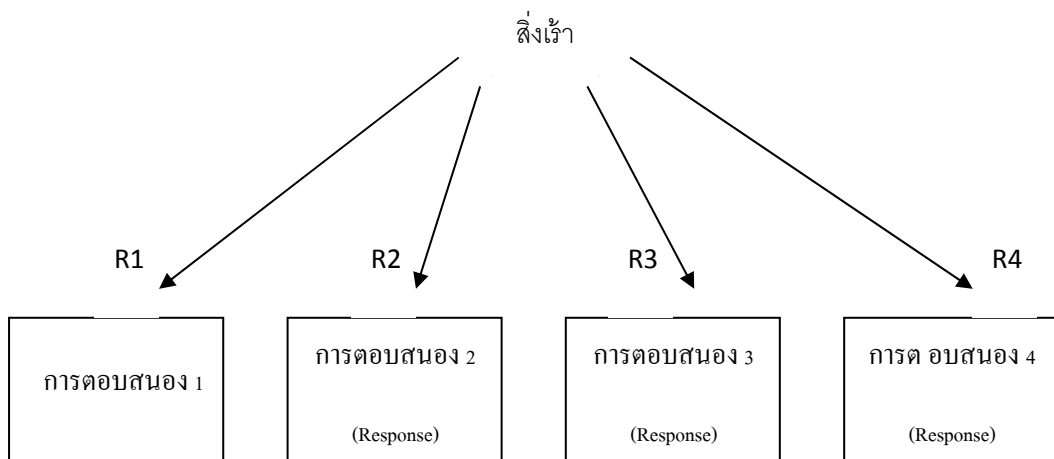 สิ่งเร้า
R1 R2 R3 R4
การตอบสนอง 1
การตอบสนอง 2
(Response)
การตอบสนอง 3
(Response)
การต อบสนอง 4
(Response)